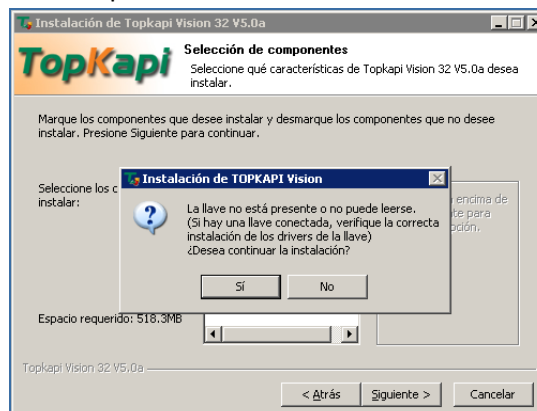 Instalación de Topkapi Vision 32 V5.0a
TopKapi
Selección de componentes
Seleccione qué características de Topkapi Vision 32 V5.0a desea
instalar.
Marque los componentes que desee instalar y desmarque los componentes que no desee
instalar. Presione Siguiente para continuar.
Seleccione los
instalar:
Instalación de TOPKAPI Vision
La llave no está presente o no puede leerse.
(Si hay una llave conectada, verifique la correcta
instalación de los drivers de la llave)
¿Desea continuar la instalación?
Sí
No
encima de
para
Espacio requerido: 518.3MB
Topkapi Vision 32 V5.0a
< Atrás
Siguiente >
Cancelar